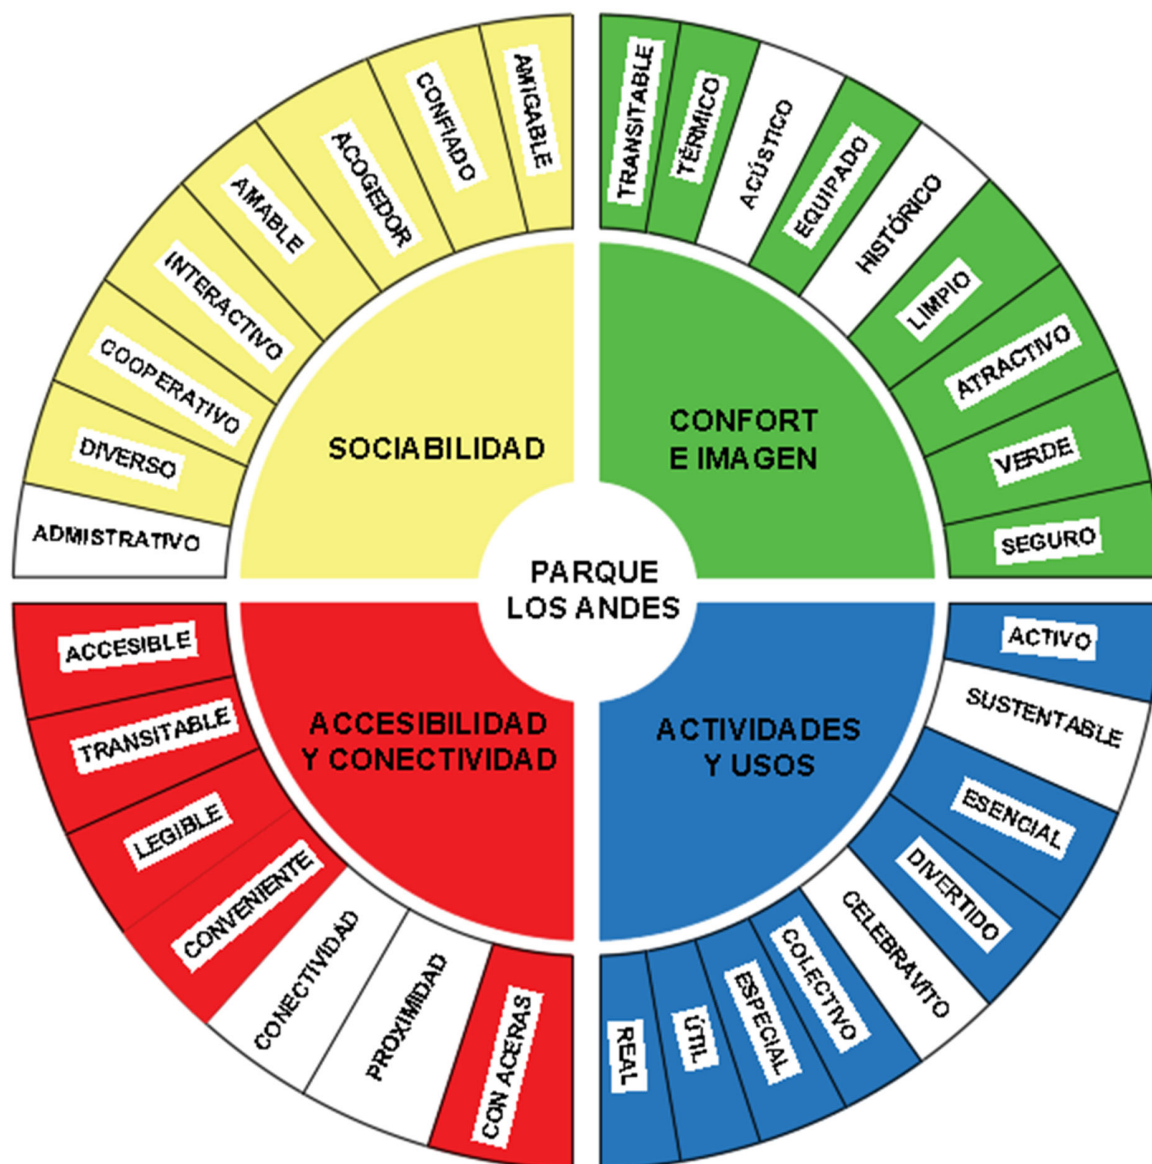 AMIGABLE
CONFIADO
ACOGEDOR
AMABLE
INTERACTIVO
COOPERATIVO
DIVERSO
ADMISTRATIVO
SOCIABILIDAD
TRANSITABLE
TÉRMICO
ACÚSTICO
EQUIPADO
HISTÓRICO
LIMPIO
ATRACTIVO
VERDE
SEGURO
CONFORT
E IMAGEN
PARQUE
LOS ANDES
ACCESIBLE
TRANSITABLE
LEGIBLE
CONVENIENTE
CONECTIVIDAD
PROXIMIDAD
CON ACERAS
ACCESIBILIDAD
Y CONECTIVIDAD
ACTIVIDADES
Y USOS
ACTIVO
SUSTENTABLE
ESENCIAL
DIVERTIDO
CELEBRAVITO
COLECTIVO
ESPECIAL
ÚTIL
REAL